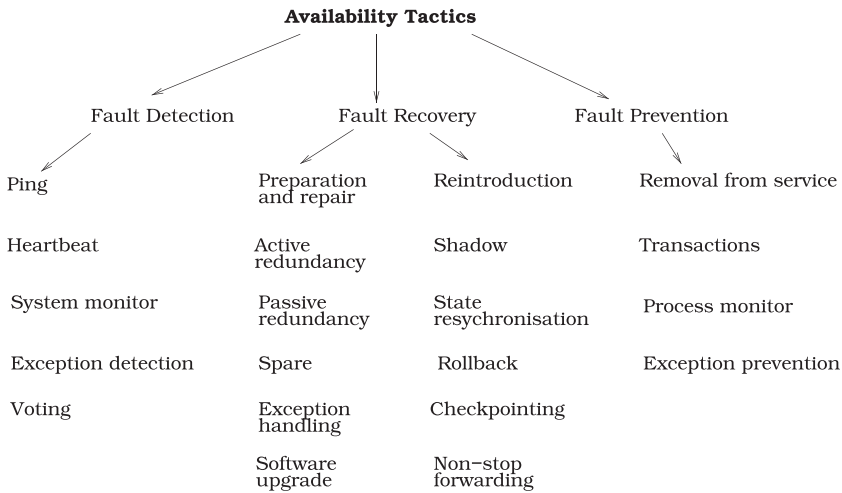 Availability Tactics
Fault Detection
Fault Recovery
Fault Prevention
Ping
Heartbeat
System monitor
Exception detection
Voting
Preparation
and repair
Active
redundancy
Passive
redundancy
Spare
Exception
handling
Software
upgrade
Reintroduction
Shadow
State
resychronisation
Rollback
Checkpointing
Non-stop
forwarding
Removal from service
Transactions
Process monitor
Exception prevention